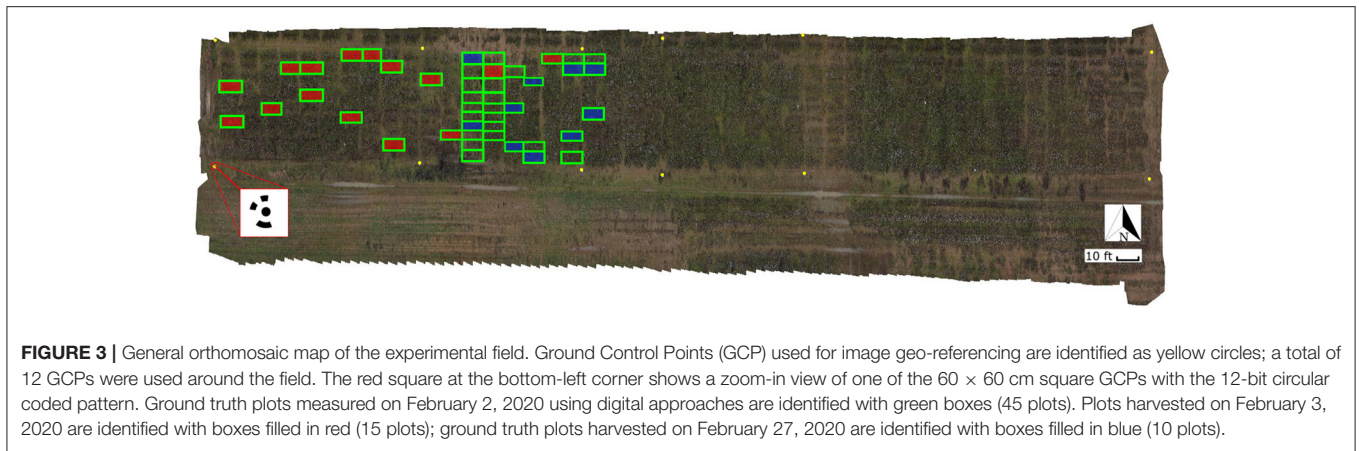 N
10 ft
FIGURE 3 | General orthomosaic map of the experimental field. Ground Control Points (GCP) used for image geo-referencing are identified as yellow circles; a total of
12 GCPs were used around the field. The red square at the bottom-left corner shows a zoom-in view of one of the 60 × 60 cm square GCPs with the 12-bit circular
coded pattern. Ground truth plots measured on February 2, 2020 using digital approaches are identified with green boxes (45 plots). Plots harvested on February 3,
2020 are identified with boxes filled in red (15 plots); ground truth plots harvested on February 27, 2020 are identified with boxes filled in blue (10 plots).